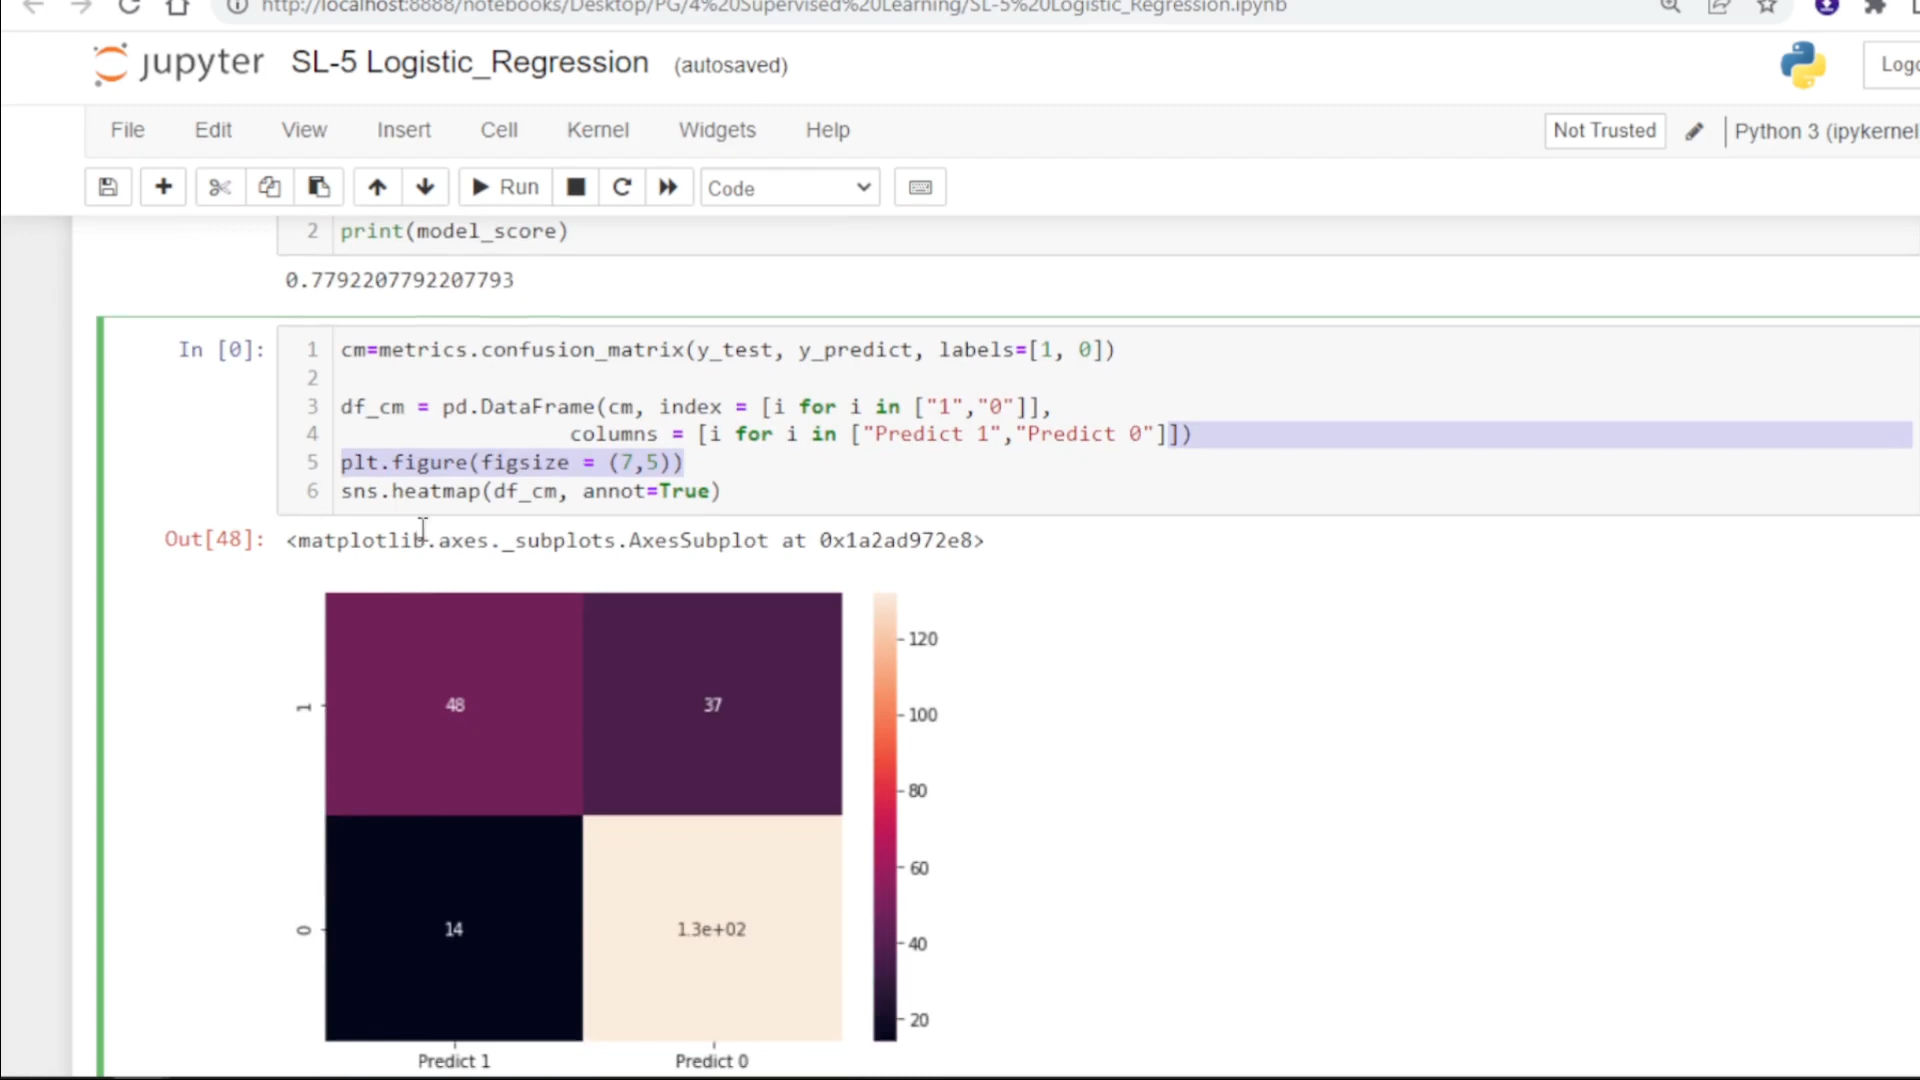 http://localhost:8888/notebooks/Desktop/PG/4%20Supervised%20Learning/SL-5%20Logistic_Regression.ipynb
jupyter SL-5 Logistic_Regression (autosaved)
File Edit View Insert Cell Kernel Widgets Help Not Trusted Python 3 (ipykernel
Run Code
2 print(model_score)
0.7792207792207793
In [0]: 1 cm=metrics.confusion_matrix(y_test, y_predict, labels=[1, 0])
2
3 df_cm = pd.DataFrame(cm, index = [i for i in ["1","0"]],
4 columns = [i for i in ["Predict 1","Predict 0"]])
5 plt.figure(figsize = (7,5))
6 sns.heatmap(df_cm, annot=True)
Out[48]: <matplotlib.axes._subplots.AxesSubplot at 0x1a2ad972e8>
120
1 48 37
100
80
60
0 14 1.3e+02
40
20
Predict 1 Predict 0